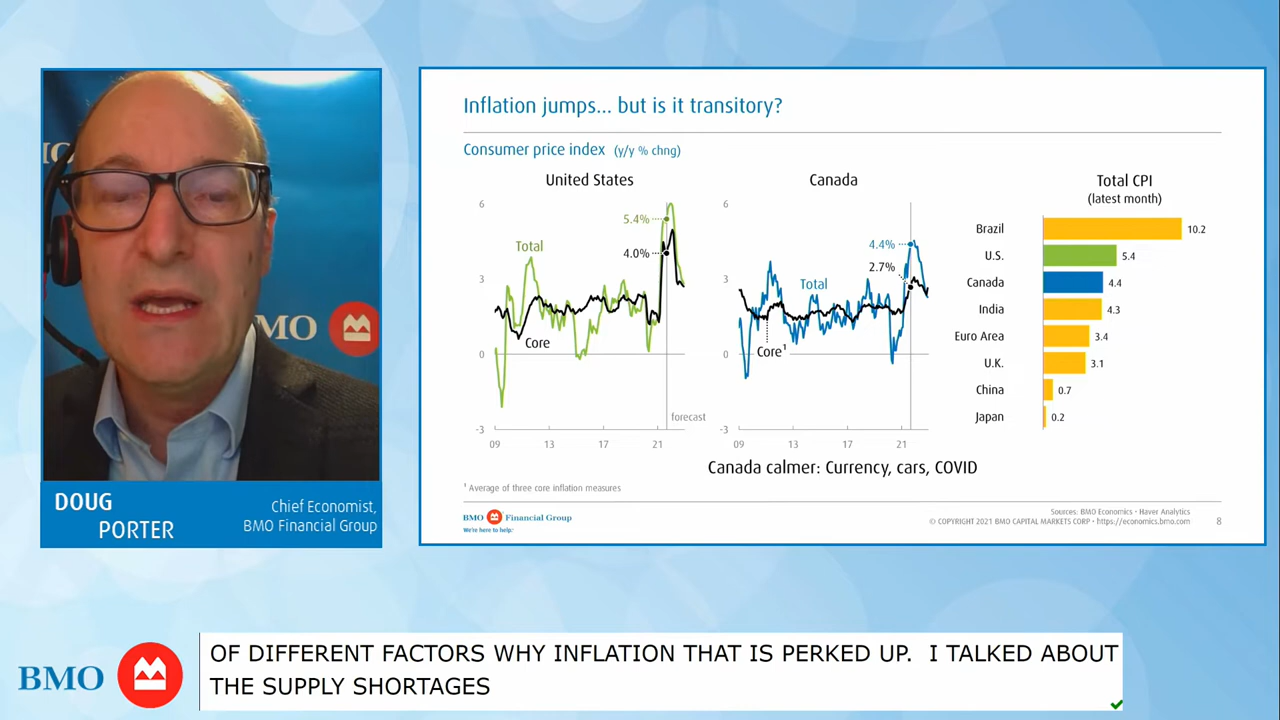 Inflation jumps... but is it transitory?
Consumer price index (y/y % chng)
United States
6
3
0
-3
5.4%
4.0%
Total
Core
forecast
09 13 17 21
Canada
6
3
0
-3
4.4%
2.7%
Total
Core¹
09 13 17 21
Total CPI
(latest month)
Brazil 10.2
U.S. 5.4
Canada 4.4
India 4.3
Euro Area 3.4
U.K. 3.1
China 0.7
Japan 0.2
Canada calmer: Currency, cars, COVID
¹ Average of three core inflation measures
BMO Financial Group
We're here to help.
Sources: BMO Economics • Haver Analytics
© COPYRIGHT 2021 BMO CAPITAL MARKETS CORP • https://economics.bmo.com
8
BMO
DOUG
PORTER
Chief Economist,
BMO Financial Group
BMO
OF DIFFERENT FACTORS WHY INFLATION THAT IS PERKED UP. I TALKED ABOUT
THE SUPPLY SHORTAGES